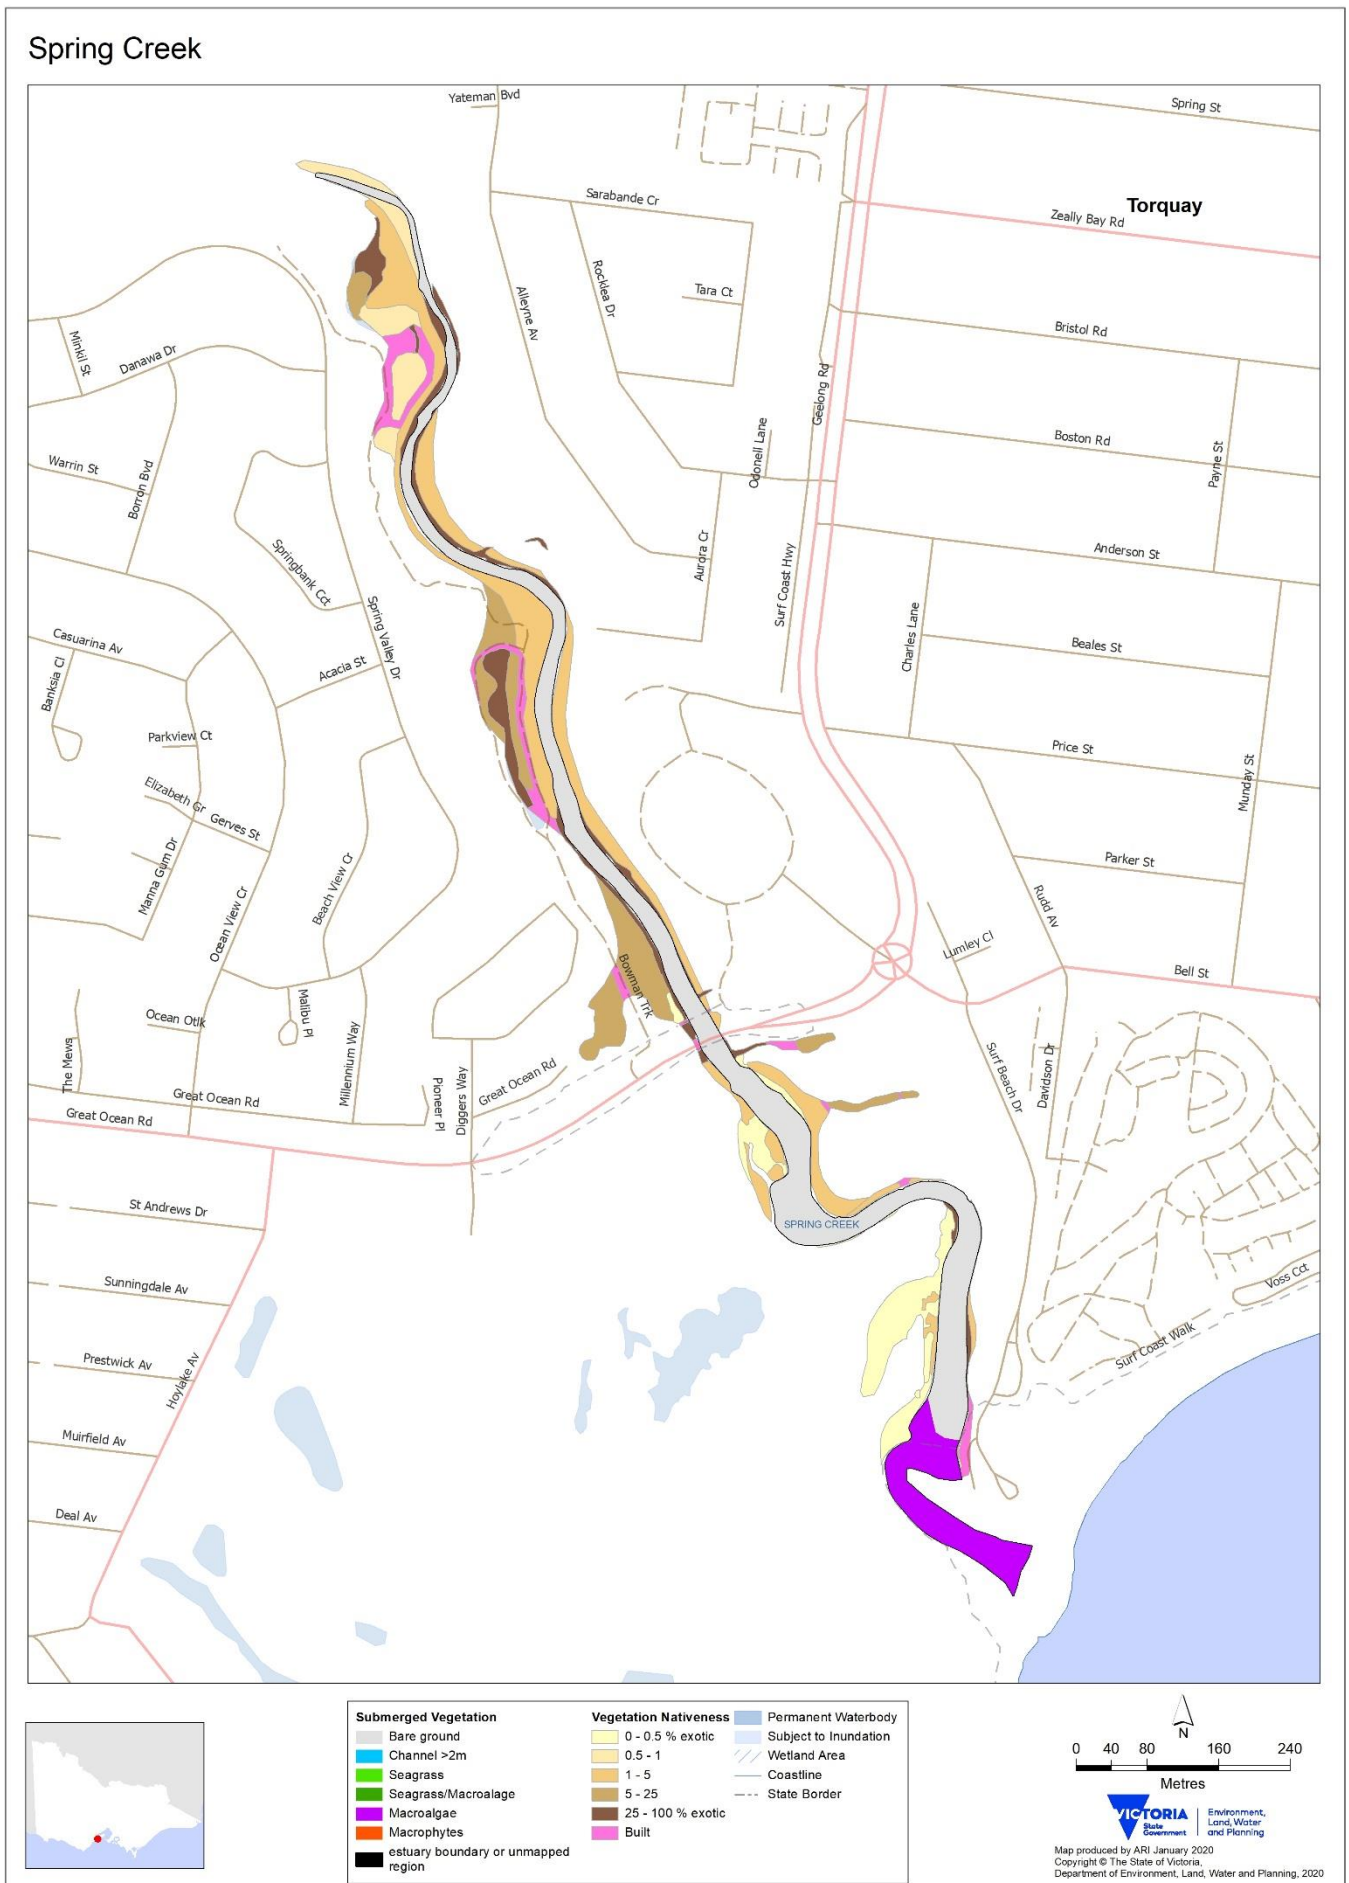 Spring Creek
Yateman Bvd
Spring St
Sarabande Cr
Torquay
Zeally Bay Rd
Rocklea Dr
Tara Ct
Alleyne Av
Bristol Rd
Minkil St
Danawa Dr
Geelong Rd
Odonell Lane
Boston Rd
Payne St
Warrin St
Borron Bvd
Springbank Cct
Aurora Cr
Surf Coast Hwy
Anderson St
Charles Lane
Spring Valley Dr
Casuarina Av
Banksia Cl
Acacia St
Beales St
Parkview Ct
Price St
Munday St
Elizabeth Gr
Gerves St
Manna Gum Dr
Beach View Cr
Parker St
Rudd Av
Ocean View Cr
Lumley Cl
Bell St
Bowman Trk
Malibu Pl
Ocean Otlk
The Mews
Millennium Way
Pioneer Pl
Diggers Way
Great Ocean Rd
Great Ocean Rd
Great Ocean Rd
Surf Beach Dr
Davidson Dr
St Andrews Dr
SPRING CREEK
Sunningdale Av
Voss Cct
Surf Coast Walk
Prestwick Av
Hoylake Av
Muirfield Av
Deal Av
Submerged Vegetation
Bare ground
Channel >2m
Seagrass
Seagrass/Macroalage
Macroalgae
Macrophytes
estuary boundary or unmapped
region
Vegetation Nativeness
0 - 0.5 % exotic
0.5 - 1
1 - 5
5 - 25
25 - 100 % exotic
Built
Permanent Waterbody
Subject to Inundation
Wetland Area
Coastline
State Border
N
0 40 80 160 240
Metres
VICTORIA
State
Government
Environment,
Land, Water
and Planning
Map produced by ARI January 2020
Copyright © The State of Victoria,
Department of Environment, Land, Water and Planning, 2020